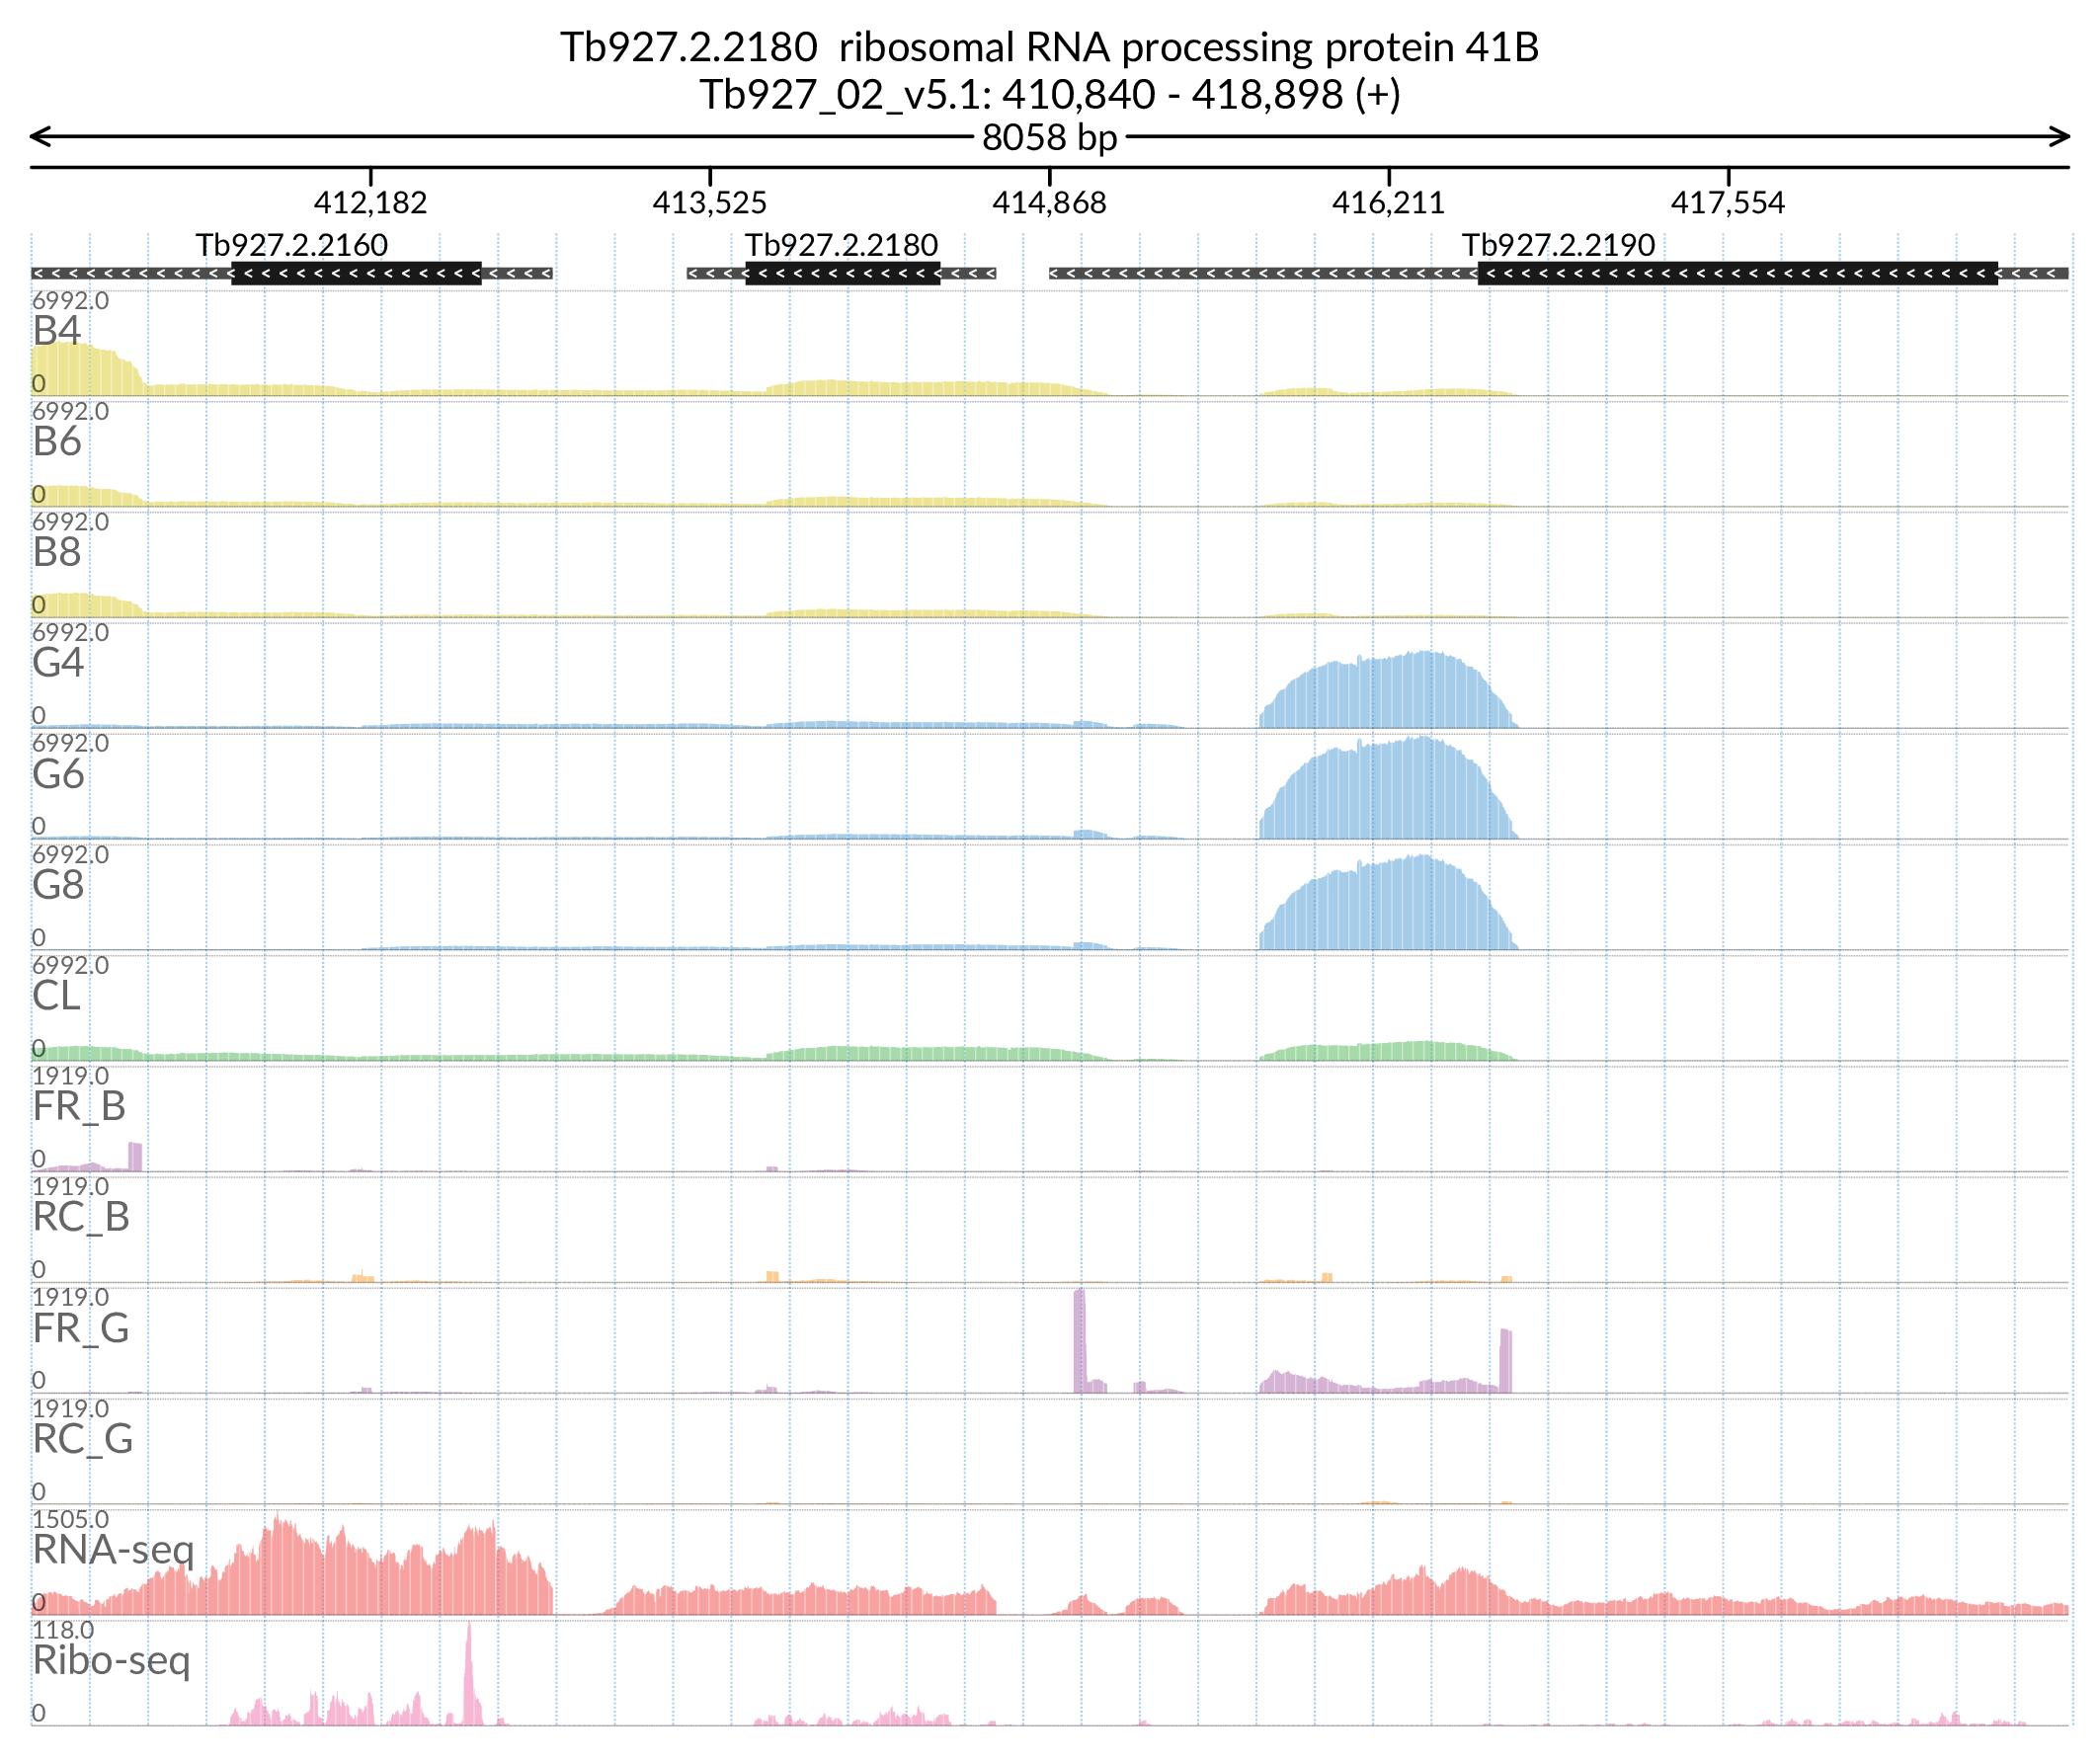 Tb927.2.2180 ribosomal RNA processing protein 41B
Tb927_02_v5.1: 410,840 - 418,898 (+)
8058 bp
412,182 413,525 414,868 416,211 417,554
Tb927.2.2160 Tb927.2.2180 Tb927.2.2190
6992.0
B4
0
6992.0
B6
0
6992.0
B8
0
6992.0
G4
0
6992.0
G6
0
6992.0
G8
0
6992.0
CL
0
1919.0
FR_B
0
1919.0
RC_B
0
1919.0
FR_G
0
1919.0
RC_G
0
1505.0
RNA-seq
0
118.0
Ribo-seq
0